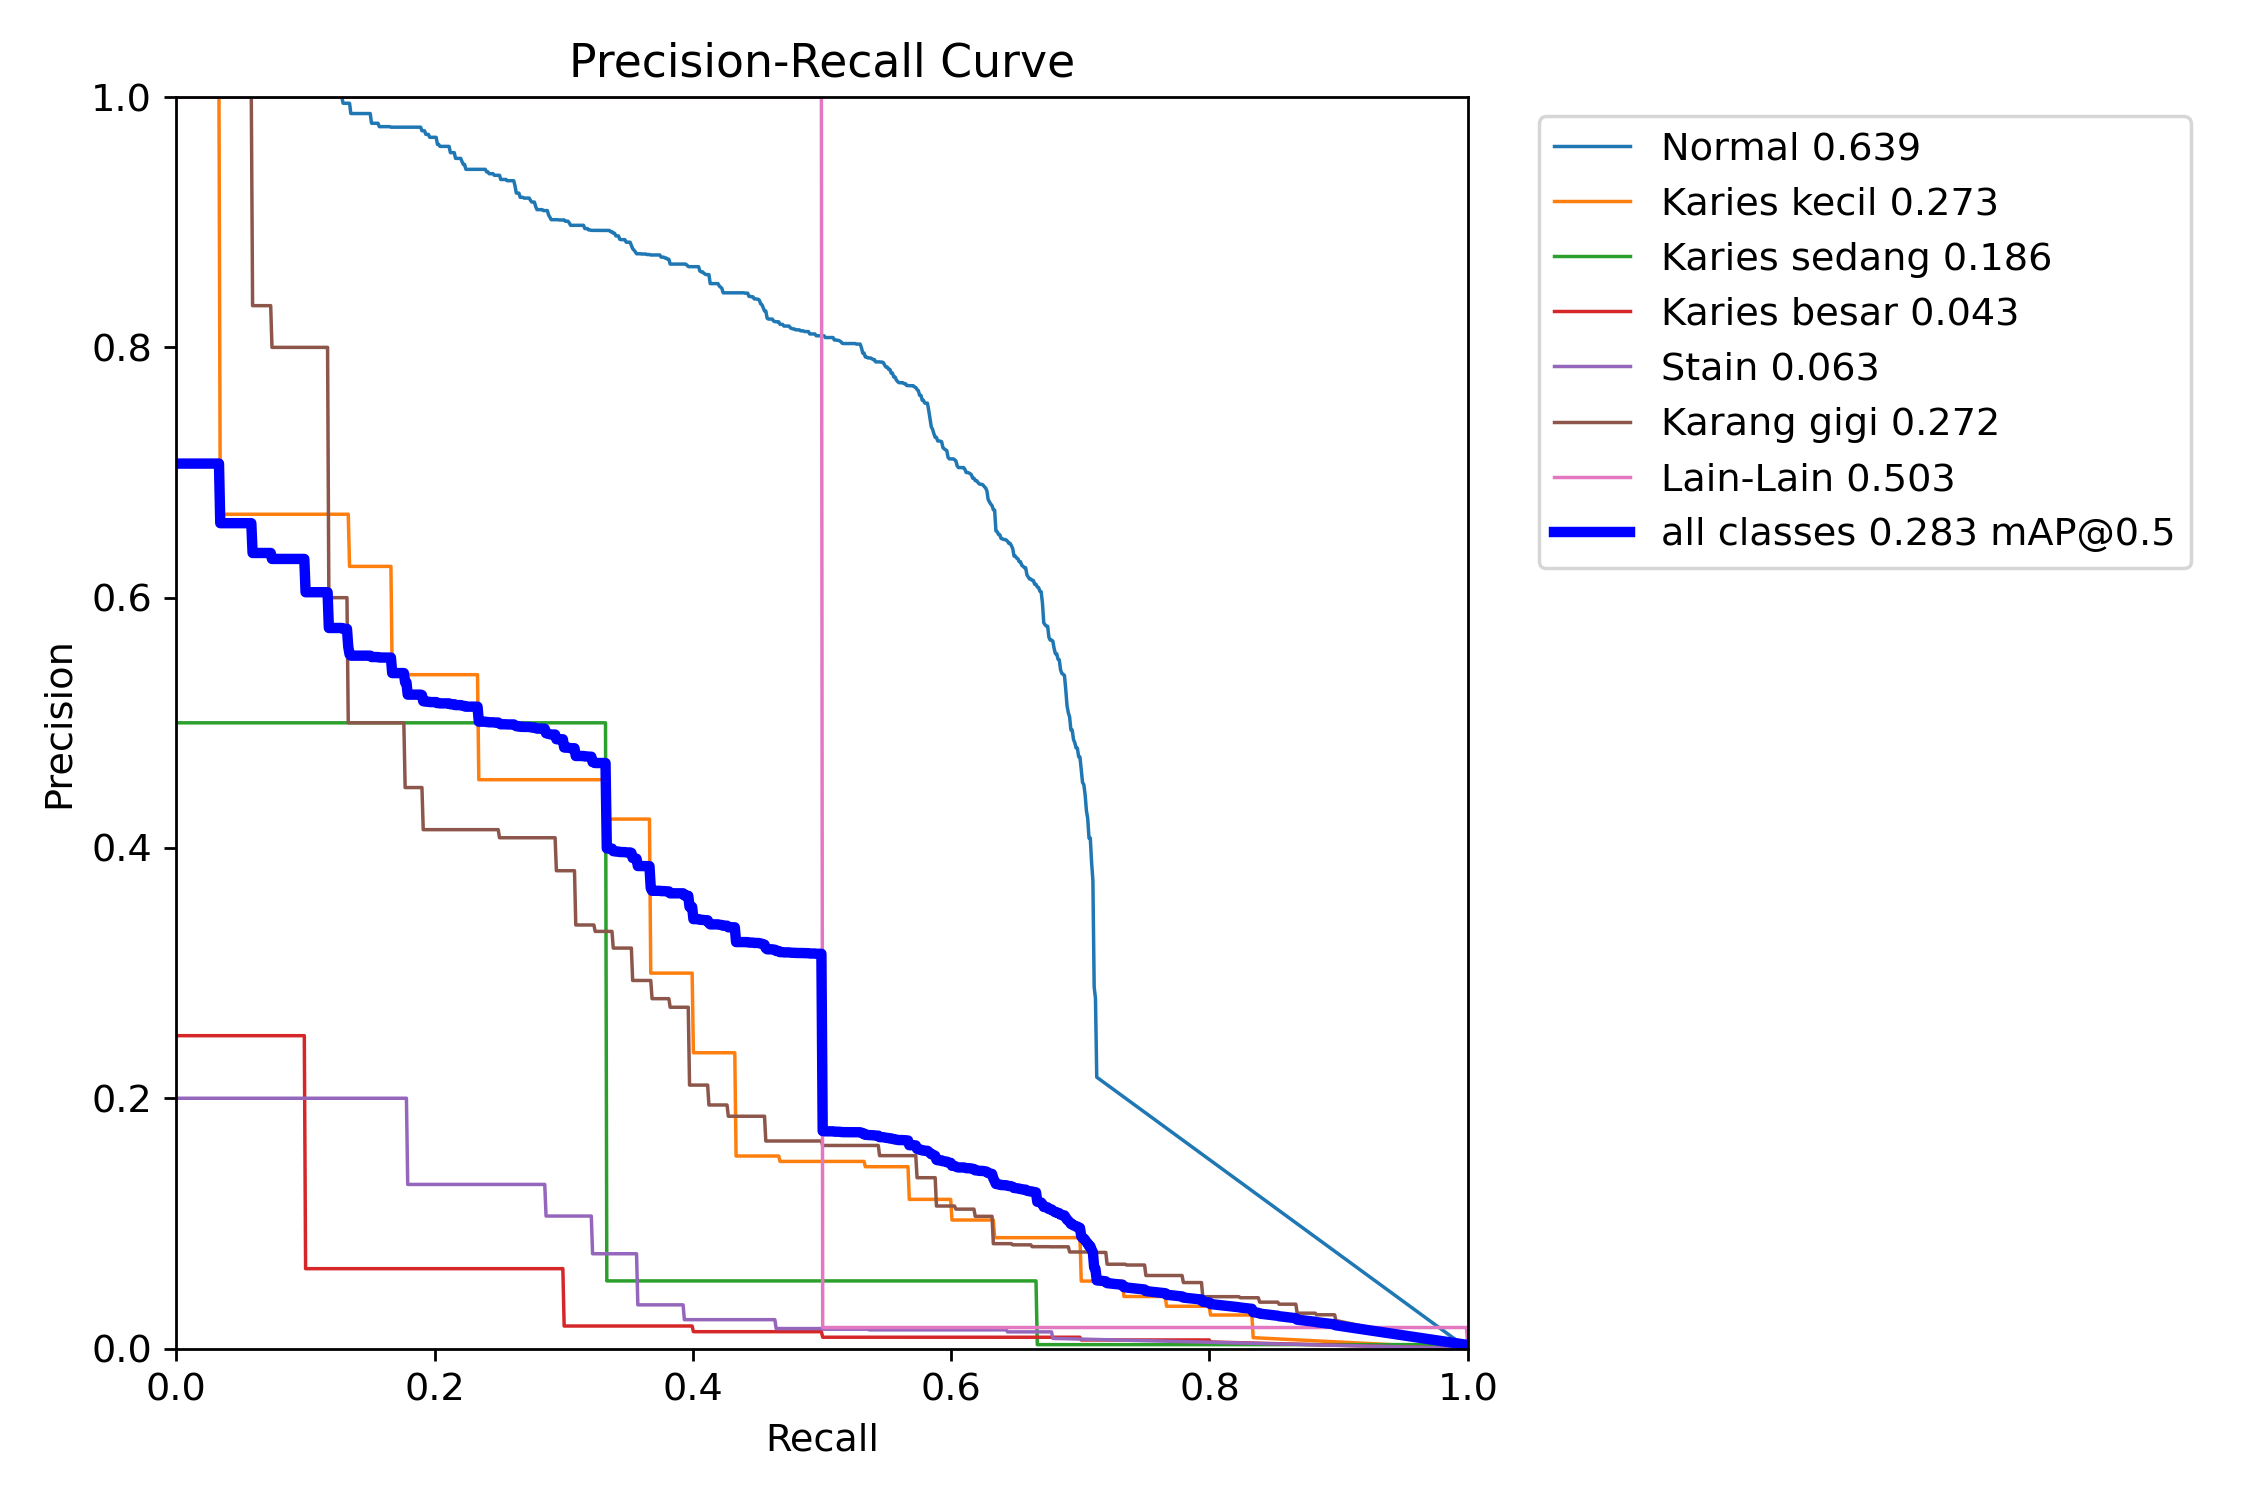 Precision-Recall Curve
1.0
0.8
0.6
0.4
0.2
0.0
Precision
0.0 0.2 0.4 0.6 0.8 1.0
Recall
Normal 0.639
Karies kecil 0.273
Karies sedang 0.186
Karies besar 0.043
Stain 0.063
Karang gigi 0.272
Lain-Lain 0.503
all classes 0.283 mAP@0.5